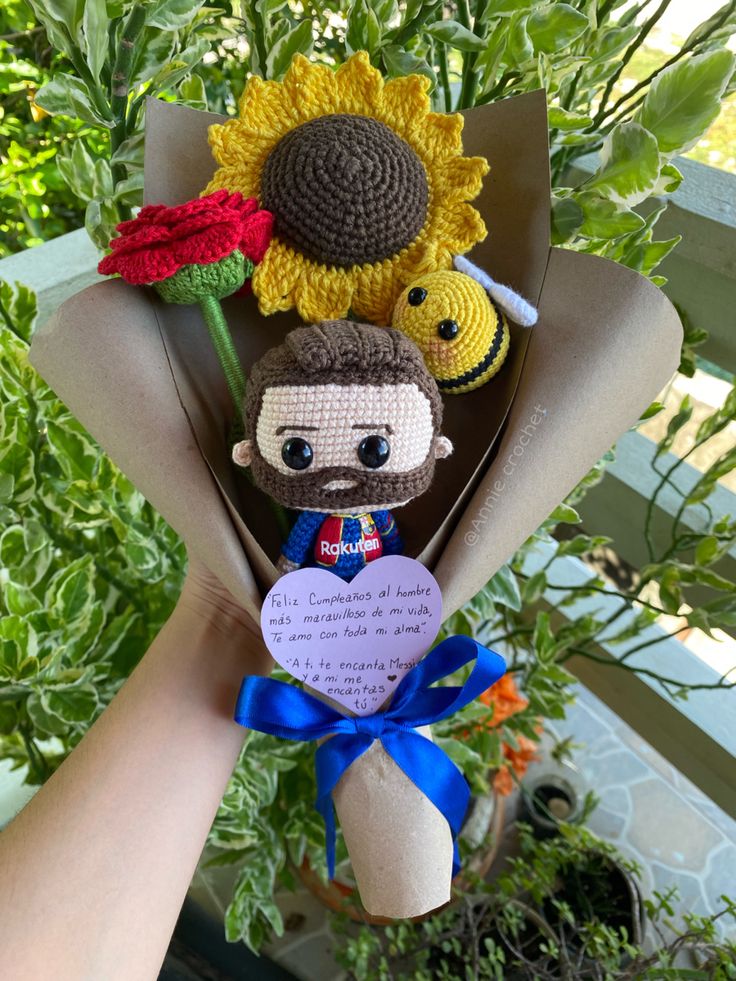 @Annie.crochet
Rakuten
"Feliz Cumpleaños al hombre
más maravilloso de mi vida,
Te amo con toda mi alma."
"A ti te encanta Messi
y a mi me
encantas
tú"